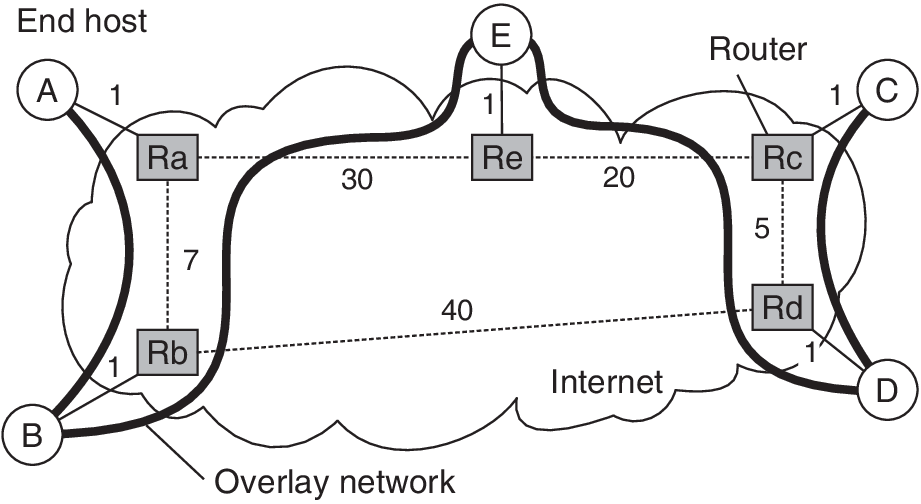 End host
E
Router
A
1
1
1
C
Ra
Re
Rc
30
20
7
5
40
Rd
Rb
1
1
Internet
D
B
Overlay network